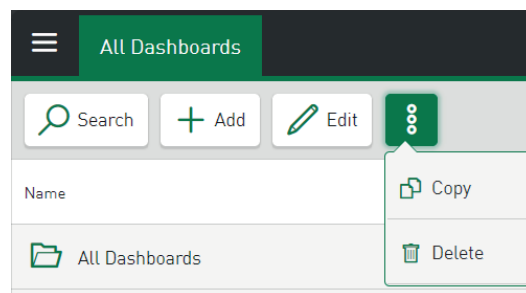 All Dashboards
Search
Add
Edit
Copy
Name
Delete
All Dashboards